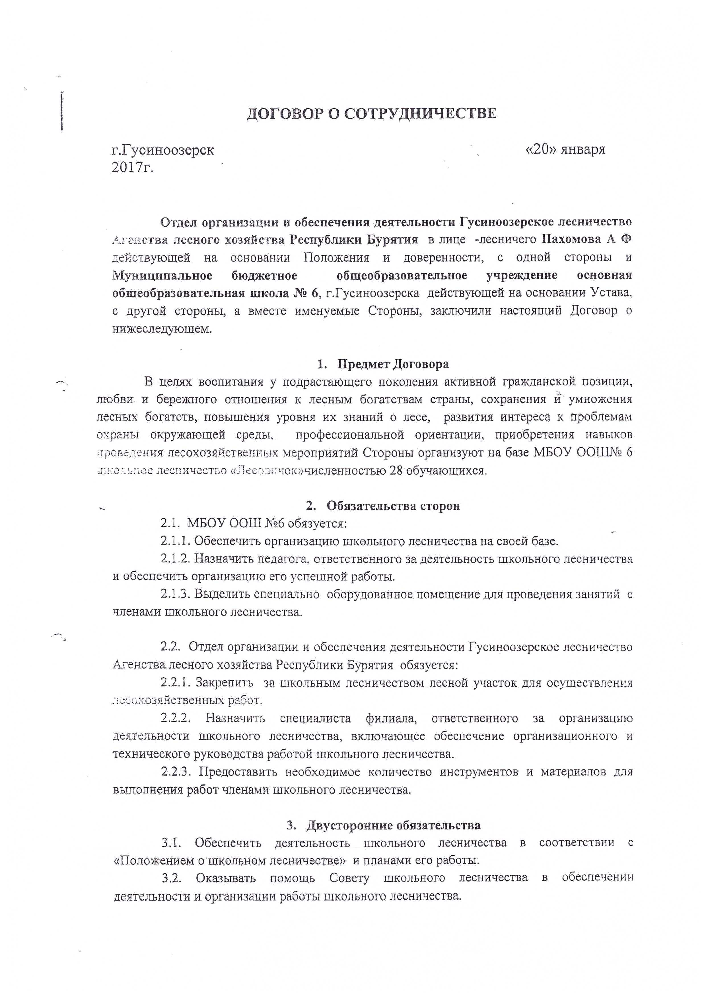 ДОГОВОР О СОТРУДНИЧЕСТВЕ
г.Гусиноозерск «20» января
2017г.
Отдел организации и обеспечения деятельности Гусиноозерское лесничество
Агенства лесного хозяйства Республики Бурятия в лице -лесничего Пахомова А Ф
действующей на основании Положения и доверенности, с одной стороны и
Муниципальное бюджетное общеобразовательное учреждение основная
общеобразовательная школа № 6, г.Гусиноозерска действующей на основании Устава,
с другой стороны, а вместе именуемые Стороны, заключили настоящий Договор о
нижеследующем.
1. Предмет Договора
В целях воспитания у подрастающего поколения активной гражданской позиции,
любви и бережного отношения к лесным богатствам страны, сохранения и умножения
лесных богатств, повышения уровня их знаний о лесе, развития интереса к проблемам
охраны окружающей среды, профессиональной ориентации, приобретения навыков
проведения лесохозяйственных мероприятий Стороны организуют на базе МБОУ ООШ№ 6
школьное лесничество «Лесовичок»численностью 28 обучающихся.
2. Обязательства сторон
2.1. МБОУ ООШ №6 обязуется:
2.1.1. Обеспечить организацию школьного лесничества на своей базе.
2.1.2. Назначить педагога, ответственного за деятельность школьного лесничества
и обеспечить организацию его успешной работы.
2.1.3. Выделить специально оборудованное помещение для проведения занятий с
членами школьного лесничества.
2.2. Отдел организации и обеспечения деятельности Гусиноозерское лесничество
Агенства лесного хозяйства Республики Бурятия обязуется:
2.2.1. Закрепить за школьным лесничеством лесной участок для осуществления
лесохозяйственных работ.
2.2.2. Назначить специалиста филиала, ответственного за организацию
деятельности школьного лесничества, включающее обеспечение организационного и
технического руководства работой школьного лесничества.
2.2.3. Предоставить необходимое количество инструментов и материалов для
выполнения работ членами школьного лесничества.
3. Двусторонние обязательства
3.1. Обеспечить деятельность школьного лесничества в соответствии с
«Положением о школьном лесничестве» и планами его работы.
3.2. Оказывать помощь Совету школьного лесничества в обеспечении
деятельности и организации работы школьного лесничества.